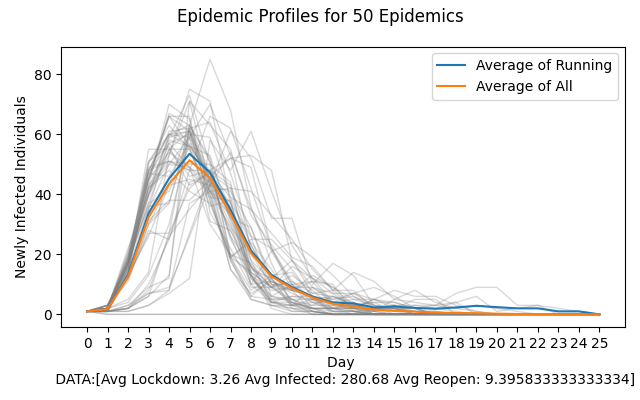 Epidemic Profiles for 50 Epidemics
Newly Infected Individuals
80
60
40
20
0
Average of Running
Average of All
0 1 2 3 4 5 6 7 8 9 10 11 12 13 14 15 16 17 18 19 20 21 22 23 24 25
Day
DATA:[Avg Lockdown: 3.26 Avg Infected: 280.68 Avg Reopen: 9.395833333333334]